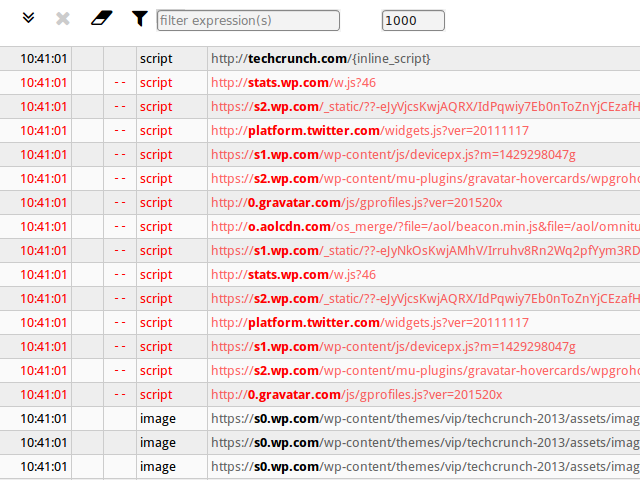 filter expression(s) 1000
10:41:01 script http://techcrunch.com/{inline_script}
10:41:01 -- script http://stats.wp.com/w.js?46
10:41:01 -- script https://s2.wp.com/_static/??-eJyVjcsKwjAQRX/IdPqwiy7Eb0nToZnYjCEzafH
10:41:01 -- script http://platform.twitter.com/widgets.js?ver=20111117
10:41:01 -- script https://s1.wp.com/wp-content/js/devicepx.js?m=1429298047g
10:41:01 -- script https://s2.wp.com/wp-content/mu-plugins/gravatar-hovercards/wpgroho
10:41:01 -- script http://0.gravatar.com/js/gprofiles.js?ver=201520x
10:41:01 -- script http://o.aolcdn.com/os_merge/?file=/aol/beacon.min.js&file=/aol/omnitu
10:41:01 -- script https://s1.wp.com/_static/??-eJyNkOsKwjAMhV/Irruhv8Rn2Wq2pfYym3RD
10:41:01 -- script http://stats.wp.com/w.js?46
10:41:01 -- script https://s2.wp.com/_static/??-eJyVjcsKwjAQRX/IdPqwiy7Eb0nToZnYjCEzafH
10:41:01 -- script http://platform.twitter.com/widgets.js?ver=20111117
10:41:01 -- script https://s1.wp.com/wp-content/js/devicepx.js?m=1429298047g
10:41:01 -- script https://s2.wp.com/wp-content/mu-plugins/gravatar-hovercards/wpgroho
10:41:01 -- script http://0.gravatar.com/js/gprofiles.js?ver=201520x
10:41:01 image https://s0.wp.com/wp-content/themes/vip/techcrunch-2013/assets/imag
10:41:01 image https://s0.wp.com/wp-content/themes/vip/techcrunch-2013/assets/imag
10:41:01 image https://s0.wp.com/wp-content/themes/vip/techcrunch-2013/assets/imag